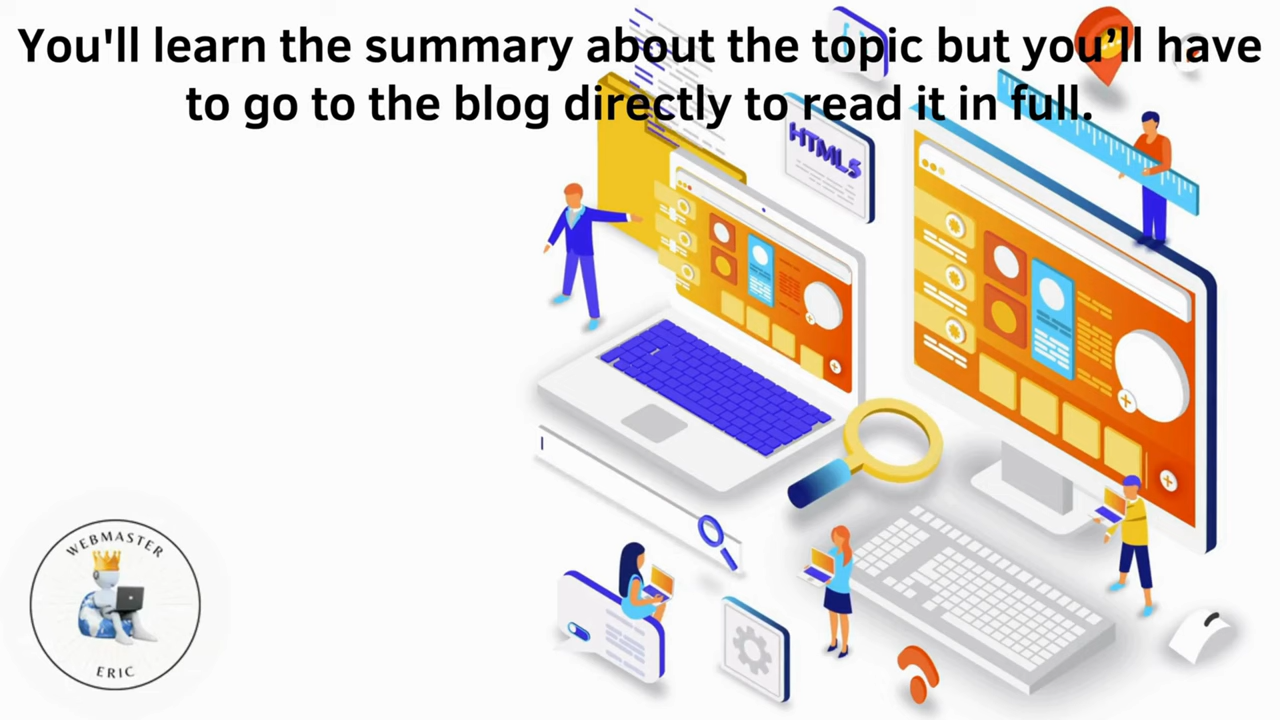 You'll learn the summary about the topic but you’ll have
to go to the blog directly to read it in full.
HTML5
WEBMASTER
ERIC